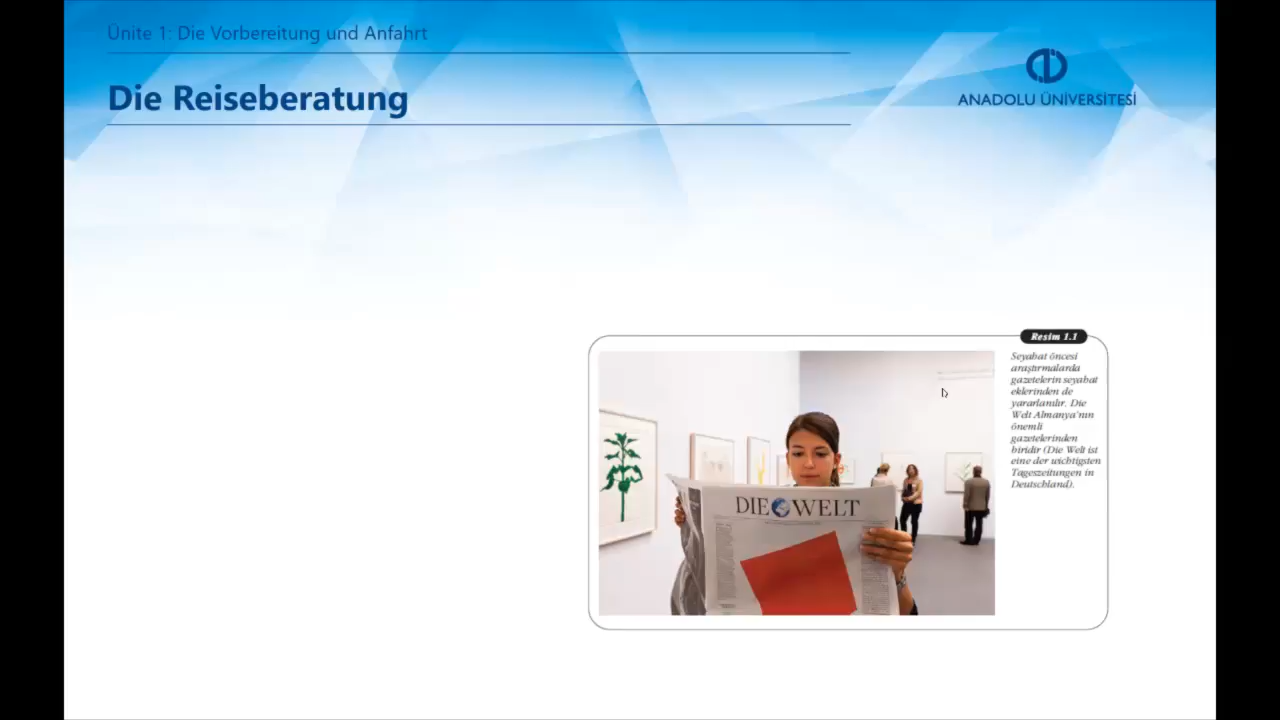 Ünite 1: Die Vorbereitung und Anfahrt
Die Reiseberatung
ANADOLU ÜNİVERSİTESİ
Resim 1.1
Seyahat öncesi
araştırmalarda
gazetelerin seyahat
eklerinden de
yararlanılır. Die
Welt Almanya'nın
önemli
gazetelerinden
biridir (Die Welt ist
eine der wichtigsten
Tageszeitungen in
Deutschland).
DIE WELT